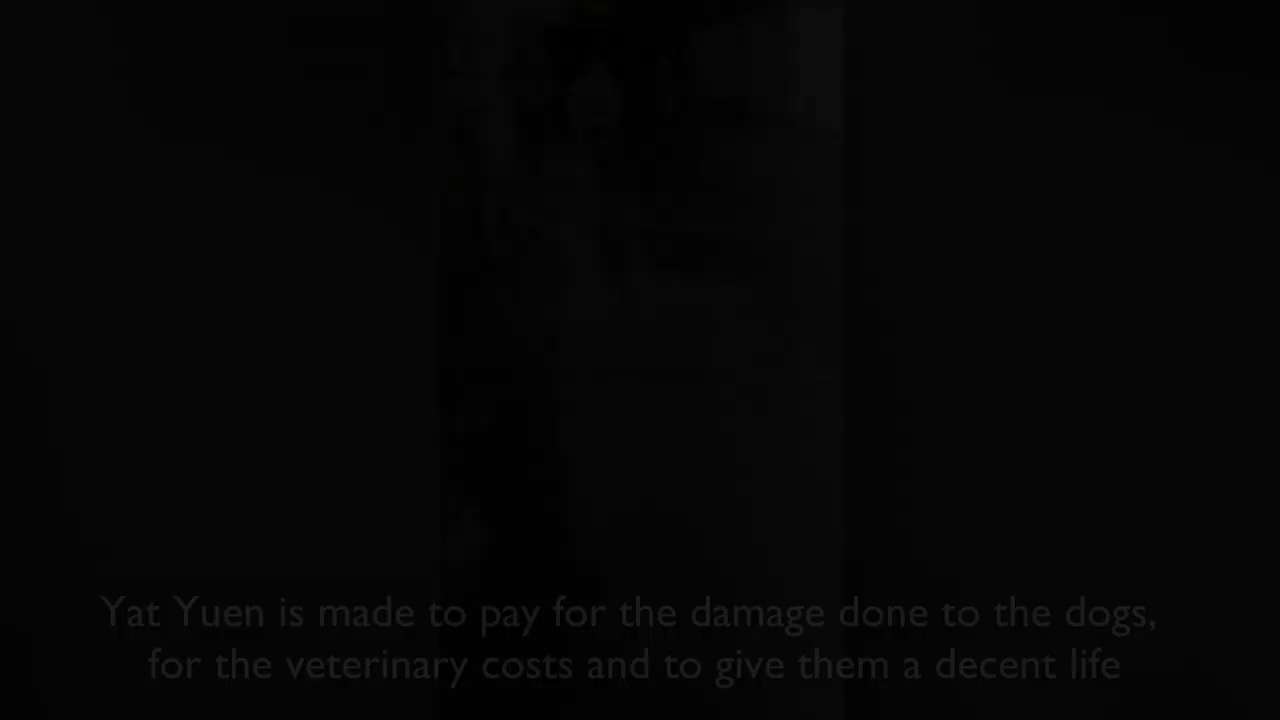 Yat Yuen is made to pay for the damage done to the dogs,
for the veterinary costs and to give them a decent life